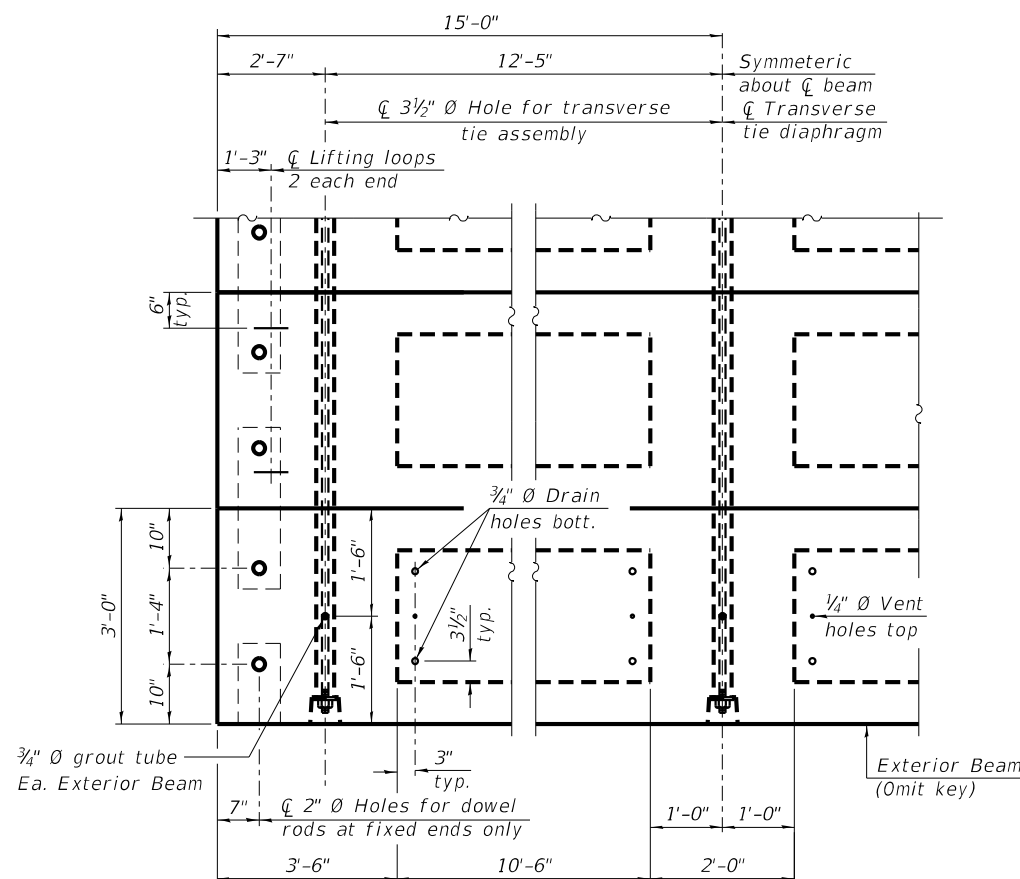 15'-0"
2'-7"
12'-5"
Symmeteric
about ℄ beam
℄ 3½" Ø Hole for transverse
tie assembly
℄ Transverse
tie diaphragm
1'-3"
℄ Lifting loops
2 each end
6"
typ.
¾" Ø Drain
holes bott.
10"
1'-6"
3'-0"
1'-4"
3½"
typ.
¼" Ø Vent
holes top
1'-6"
10"
¾" Ø grout tube
Ea. Exterior Beam
3"
typ.
Exterior Beam
(Omit key)
7"
℄ 2" Ø Holes for dowel
rods at fixed ends only
1'-0"
1'-0"
3'-6"
10'-6"
2'-0"